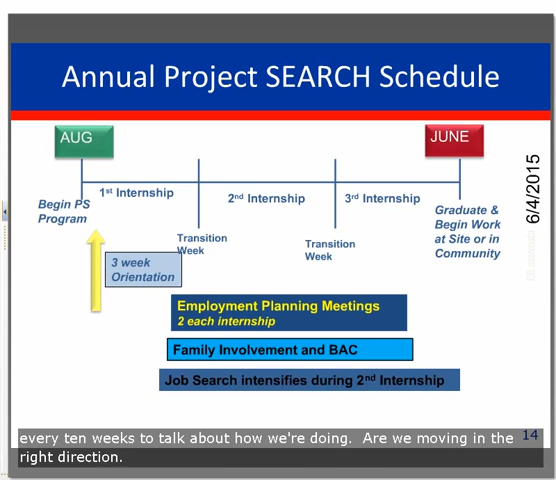 Annual Project SEARCH Schedule
AUG
JUNE
1st Internship
2nd Internship
3rd Internship
Begin PS
Program
Transition
Week
Transition
Week
Graduate &
Begin Work
at Site or in
Community
6/4/2015
3 week
Orientation
Employment Planning Meetings
2 each internship
Family Involvement and BAC
Job Search intensifies during 2nd Internship
every ten weeks to talk about how we're doing.  Are we moving in the
right direction.
14